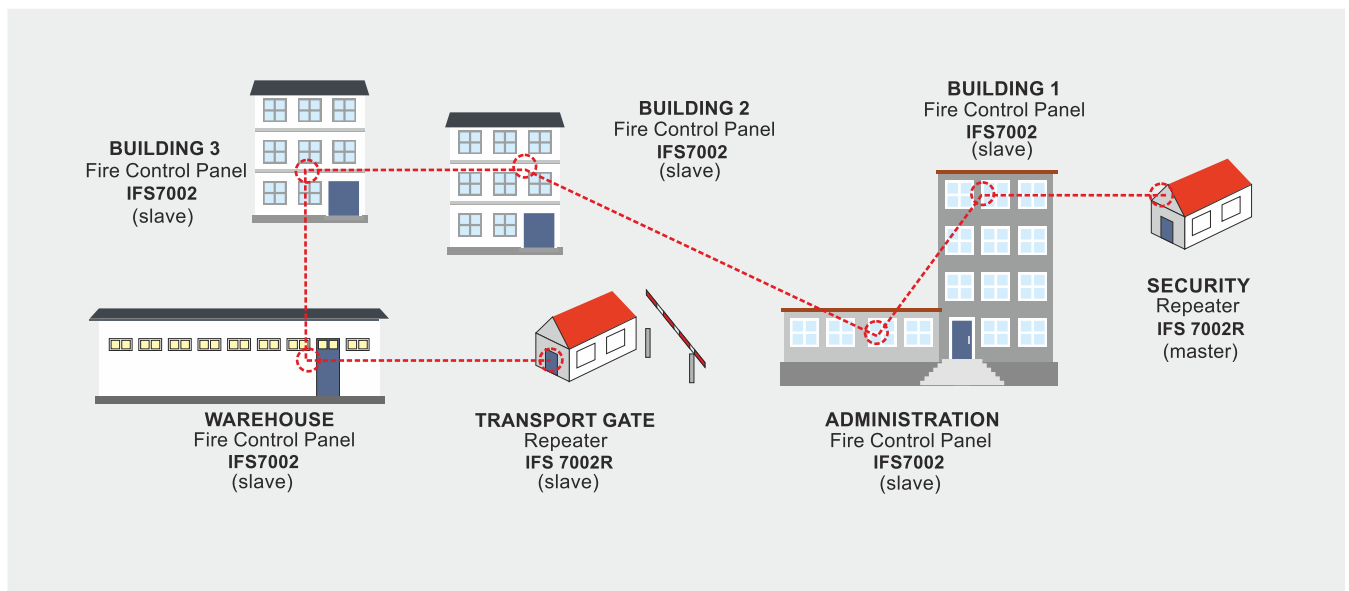 BUILDING 3
Fire Control Panel
IFS7002
(slave)
BUILDING 2
Fire Control Panel
IFS7002
(slave)
BUILDING 1
Fire Control Panel
IFS7002
(slave)
SECURITY
Repeater
IFS 7002R
(master)
WAREHOUSE
Fire Control Panel
IFS7002
(slave)
TRANSPORT GATE
Repeater
IFS 7002R
(slave)
ADMINISTRATION
Fire Control Panel
IFS7002
(slave)